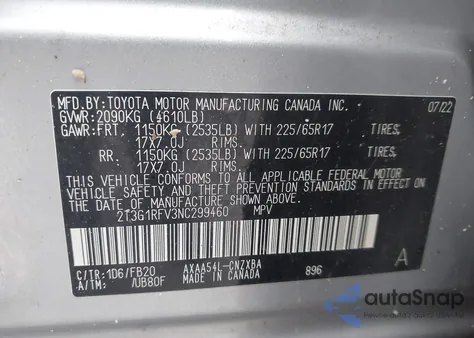 MFD.BY:TOYOTA MOTOR MANUFACTURING CANADA INC. 07/22
GVWR:2090KG (4610LB)
GAWR:FRT. 1150KG (2535LB) WITH 225/65R17 TIRES,
17X7.0J RIMS.
RR. 1150KG (2535LB) WITH 225/65R17 TIRES,
17X7.0J RIMS.
THIS VEHICLE CONFORMS TO ALL APPLICABLE FEDERAL MOTOR
VEHICLE SAFETY AND BUMPER STANDARDS IN EFFECT ON THE
DATE OF MANUFACTURE SHOWN ABOVE.
2T3G1RFV3NC299460 MPV
C/TR:1D6/FB20 AXAA54L-CNZXBA A
A/TM: /UB80F MADE IN CANADA 896
autoSnap